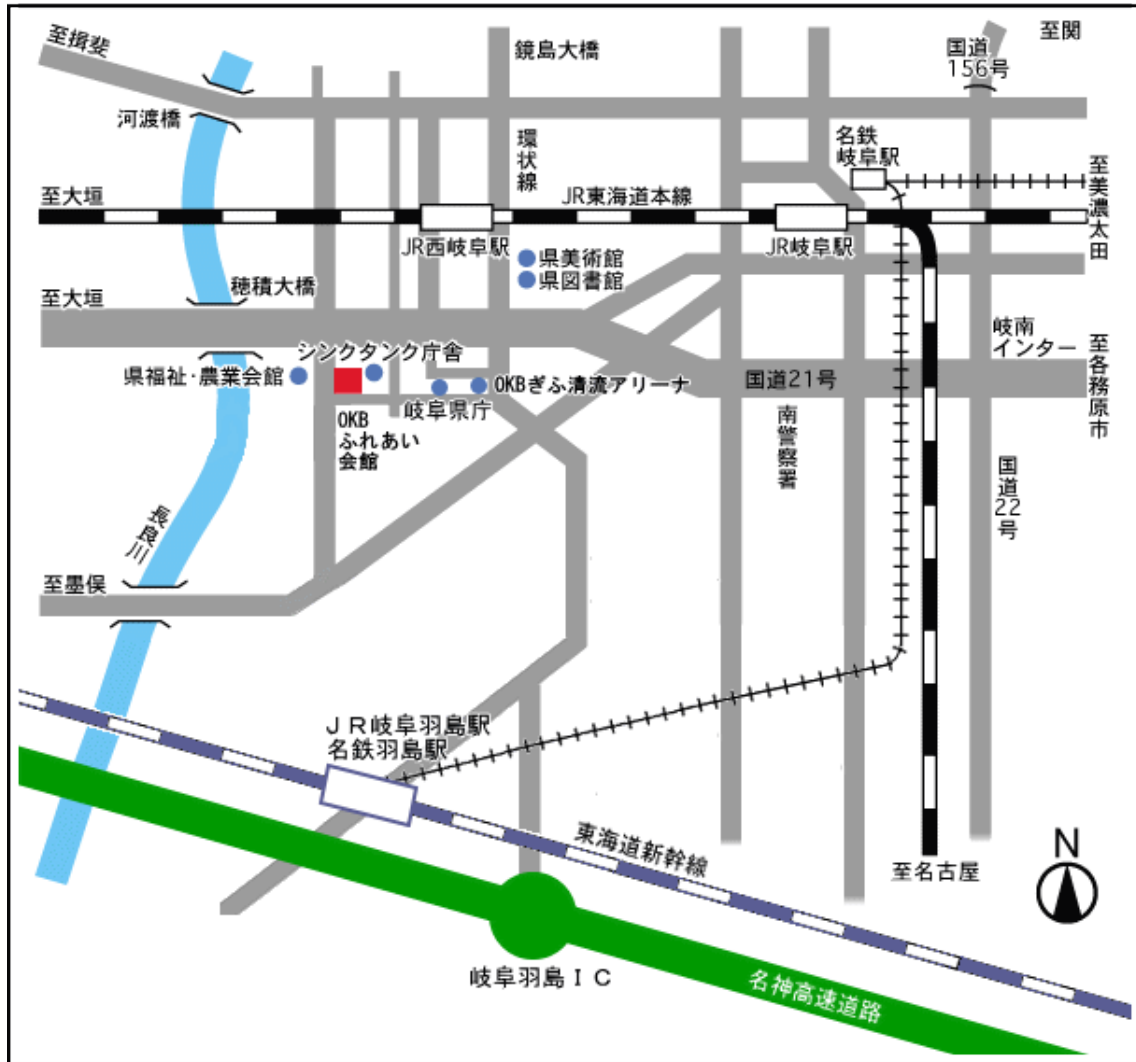 至揖斐
鏡島大橋
国道
156号
至関
河渡橋
環状線
名鉄
岐阜駅
至美濃太田
至大垣
JR東海道本線
JR西岐阜駅
JR岐阜駅
県美術館
県図書館
穂積大橋
至大垣
岐南
インター
至各務原市
シンクタンク庁舎
県福祉・農業会館
OKBぎふ清流アリーナ
国道21号
岐阜県庁
OKB
ふれあい
会館
南警察署
国道22号
長良川
至墨俣
JR岐阜羽島駅
名鉄羽島駅
東海道新幹線
至名古屋
N
岐阜羽島IC
名神高速道路